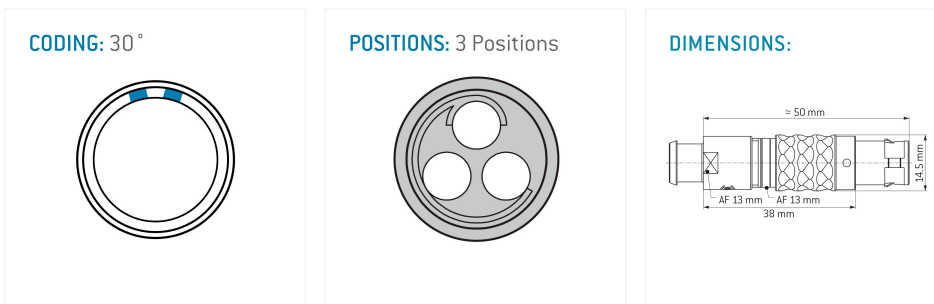 CODING: 30°
POSITIONS: 3 Positions
DIMENSIONS:
≈ 50 mm
14.5 mm
AF 13 mm
AF 13 mm
38 mm